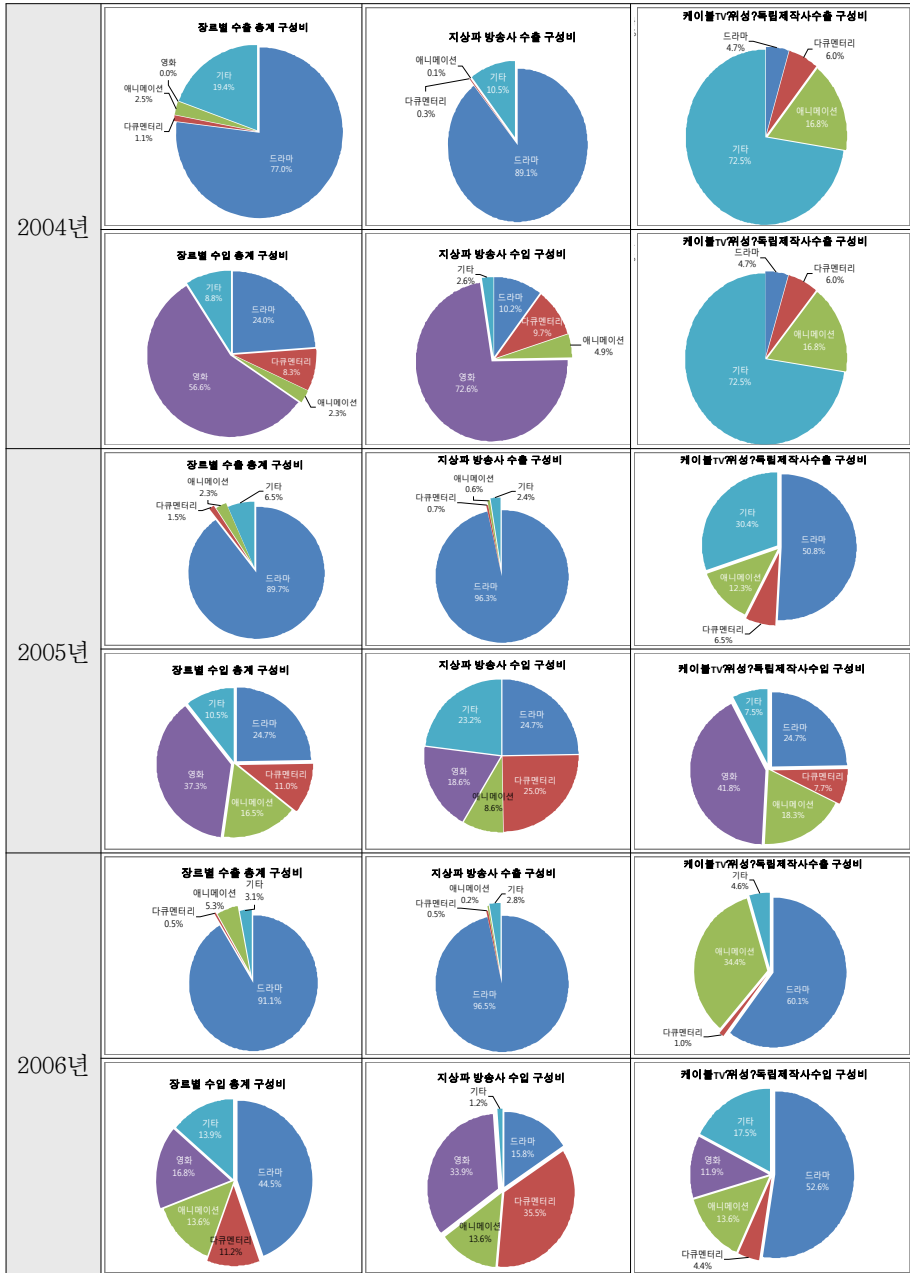 2004년
장르별 수출 총계 구성비
영화
0.0%
애니메이션
2.5%
다큐멘터리
1.1%
기타
19.4%
드라마
77.0%
지상파 방송사 수출 구성비
애니메이션
0.1%
다큐멘터리
0.3%
기타
10.5%
드라마
89.1%
케이블TV?위성?독립제작사수출 구성비
드라마
4.7%
다큐멘터리
6.0%
애니메이션
16.8%
기타
72.5%
장르별 수입 총계 구성비
기타
8.8%
드라마
24.0%
다큐멘터리
8.3%
애니메이션
2.3%
영화
56.6%
지상파 방송사 수입 구성비
기타
2.6%
드라마
10.2%
다큐멘터리
9.7%
애니메이션
4.9%
영화
72.6%
케이블TV?위성?독립제작사수출 구성비
드라마
4.7%
다큐멘터리
6.0%
애니메이션
16.8%
기타
72.5%
2005년
장르별 수출 총계 구성비
애니메이션
2.3%
다큐멘터리
1.5%
기타
6.5%
드라마
89.7%
지상파 방송사 수출 구성비
애니메이션
0.6%
다큐멘터리
0.7%
기타
2.4%
드라마
96.3%
케이블TV?위성?독립제작사수출 구성비
기타
30.4%
드라마
50.8%
애니메이션
12.3%
다큐멘터리
6.5%
장르별 수입 총계 구성비
기타
10.5%
드라마
24.7%
영화
37.3%
다큐멘터리
11.0%
애니메이션
16.5%
지상파 방송사 수입 구성비
기타
23.2%
드라마
24.7%
영화
18.6%
다큐멘터리
25.0%
애니메이션
8.6%
케이블TV?위성?독립제작사수입 구성비
기타
7.5%
드라마
24.7%
영화
41.8%
다큐멘터리
7.7%
애니메이션
18.3%
2006년
장르별 수출 총계 구성비
애니메이션
5.3%
기타
3.1%
다큐멘터리
0.5%
드라마
91.1%
지상파 방송사 수출 구성비
애니메이션
0.2%
다큐멘터리
0.5%
기타
2.8%
드라마
96.5%
케이블TV?위성?독립제작사수출 구성비
기타
4.6%
애니메이션
34.4%
드라마
60.1%
다큐멘터리
1.0%
장르별 수입 총계 구성비
기타
13.9%
영화
16.8%
드라마
44.5%
애니메이션
13.6%
다큐멘터리
11.2%
지상파 방송사 수입 구성비
기타
1.2%
드라마
15.8%
영화
33.9%
다큐멘터리
35.5%
애니메이션
13.6%
케이블TV?위성?독립제작사수입 구성비
기타
17.5%
영화
11.9%
드라마
52.6%
애니메이션
13.6%
다큐멘터리
4.4%